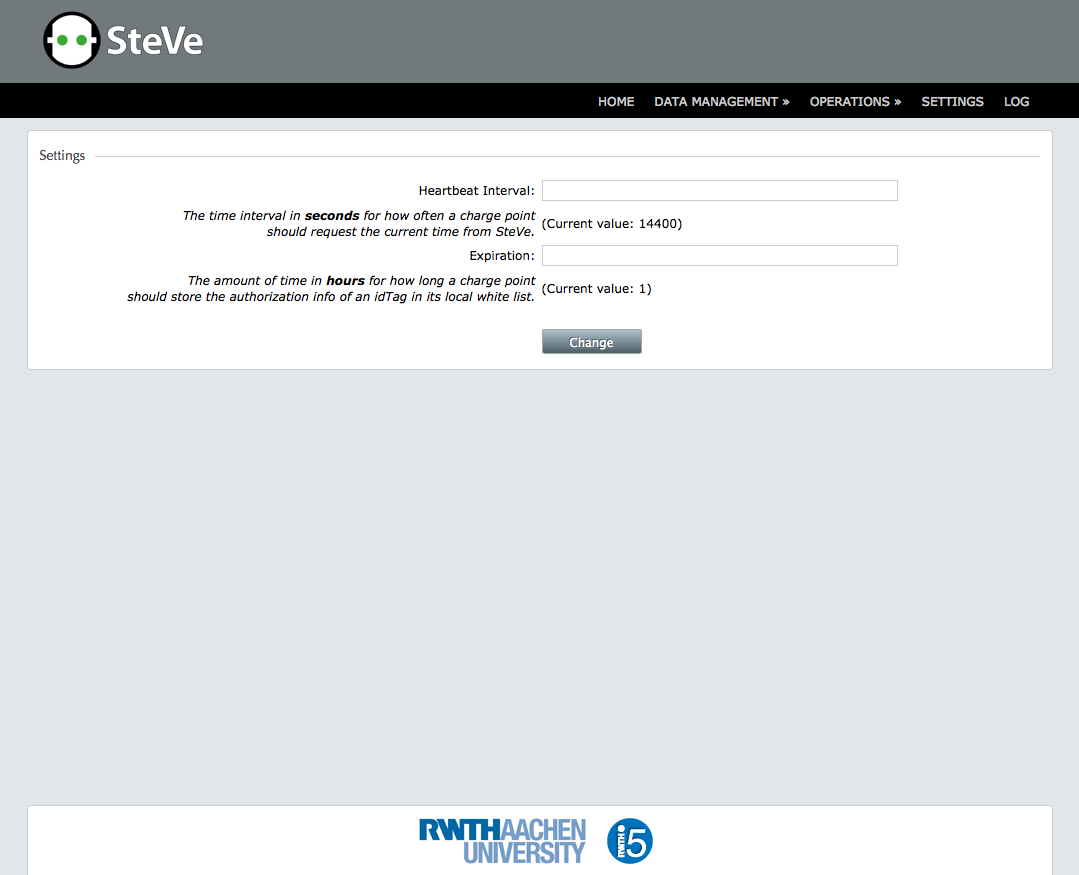 SteVe
HOME DATA MANAGEMENT » OPERATIONS » SETTINGS LOG
Settings
Heartbeat Interval:
The time interval in seconds for how often a charge point
should request the current time from SteVe.
(Current value: 14400)
Expiration:
The amount of time in hours for how long a charge point
should store the authorization info of an idTag in its local white list.
(Current value: 1)
Change
RWTHAACHEN
UNIVERSITY
RWTH i5